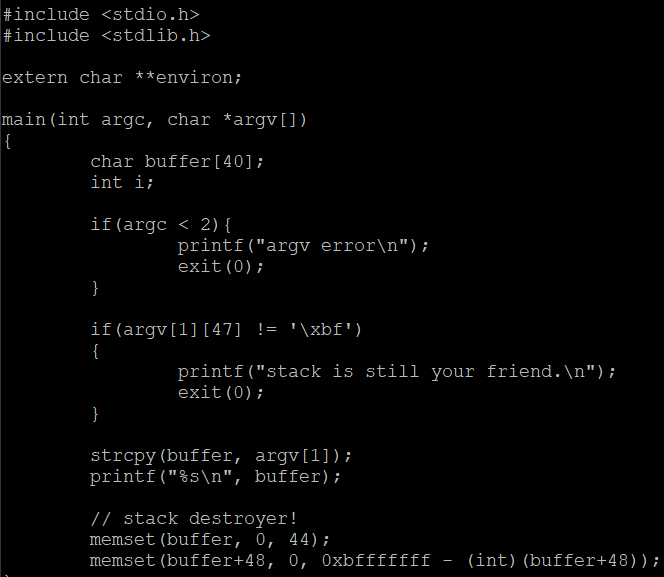 #include <stdio.h>
#include <stdlib.h>
extern char **environ;
main(int argc, char *argv[])
{
char buffer[40];
int i;
if(argc < 2){
printf("argv error\n");
exit(0);
}
if(argv[1][47] != '\xbf')
{
printf("stack is still your friend.\n");
exit(0);
}
strcpy(buffer, argv[1]);
printf("%s\n", buffer);
// stack destroyer!
memset(buffer, 0, 44);
memset(buffer+48, 0, 0xbfffffff - (int)(buffer+48));